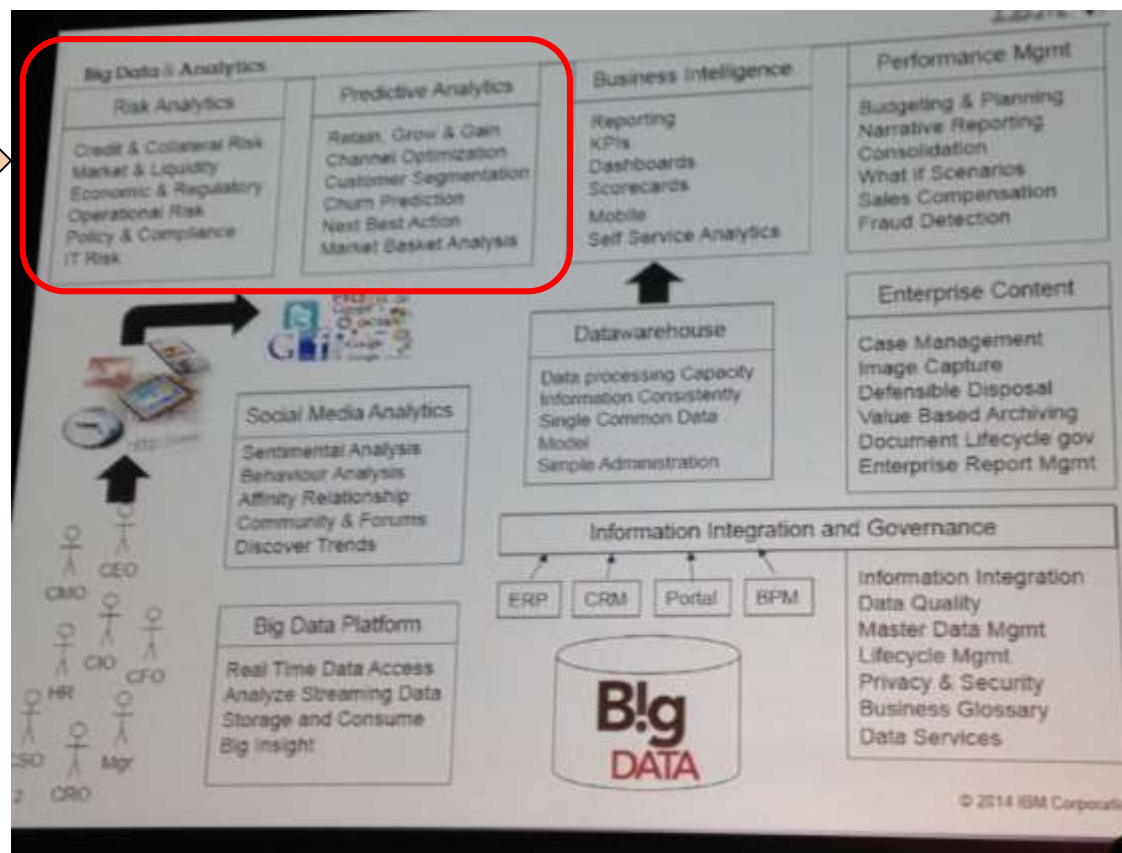 Big Data & Analytics
Risk Analytics
Credit & Collateral Risk
Market & Liquidity
Economic & Regulatory
Operational Risk
Policy & Compliance
IT Risk
Predictive Analytics
Retain, Grow & Gain
Channel Optimization
Customer Segmentation
Churn Prediction
Next Best Action
Market Basket Analysis
Business Intelligence
Reporting
KPIs
Dashboards
Scorecards
Mobile
Self Service Analytics
Performance Mgmt
Budgeting & Planning
Narrative Reporting
Consolidation
What if Scenarios
Sales Compensation
Fraud Detection
Social Media Analytics
Sentimental Analysis
Behaviour Analysis
Affinity Relationship
Community & Forums
Discover Trends
Datawarehouse
Data processing Capacity
Information Consistently
Single Common Data
Model
Simple Administration
Enterprise Content
Case Management
Image Capture
Defensible Disposal
Value Based Archiving
Document Lifecycle gov
Enterprise Report Mgmt
CEO
CMO
CIO
CFO
HR
CSO
Mgr
CRO
2
Big Data Platform
Real Time Data Access
Analyze Streaming Data
Storage and Consume
Big Insight
Information Integration and Governance
ERP
CRM
Portal
BPM
B!g
DATA
Information Integration
Data Quality
Master Data Mgmt
Lifecycle Mgmt
Privacy & Security
Business Glossary
Data Services
© 2014 IBM Corporati